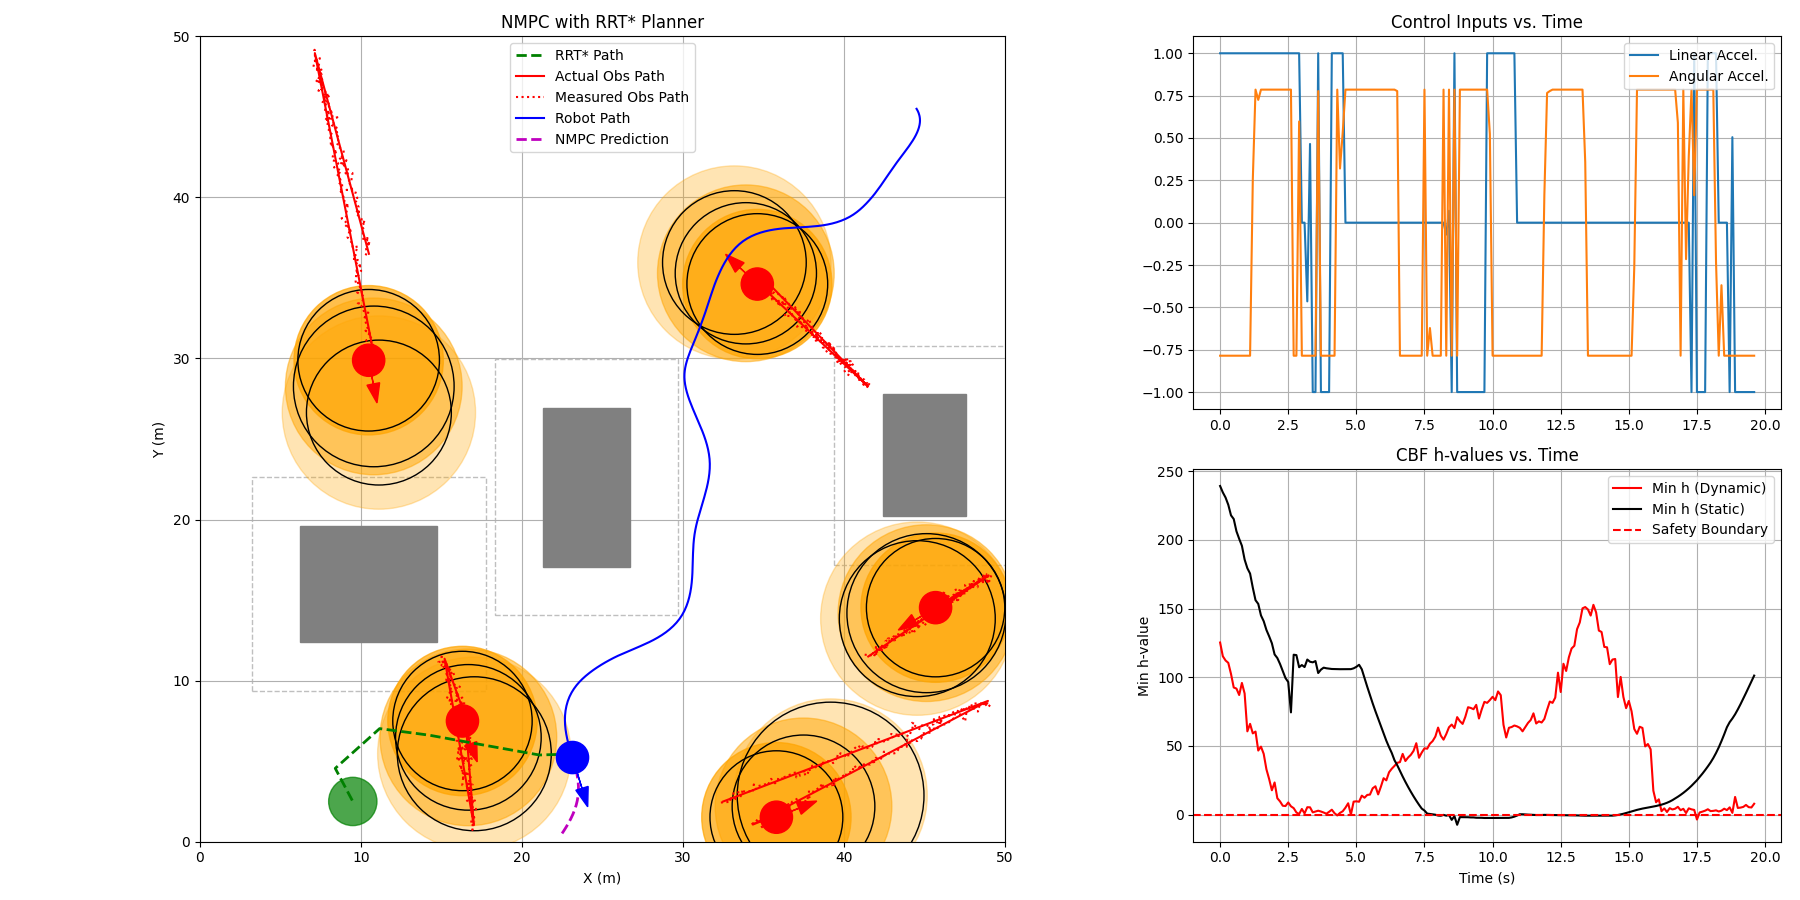 NMPC with RRT* Planner
RRT* Path
Actual Obs Path
Measured Obs Path
Robot Path
NMPC Prediction
50
40
30
20
10
0
Y (m)
0 10 20 30 40 50
X (m)
Control Inputs vs. Time
Linear Accel.
Angular Accel.
1.00
0.75
0.50
0.25
0.00
−0.25
−0.50
−0.75
−1.00
0.0 2.5 5.0 7.5 10.0 12.5 15.0 17.5 20.0
CBF h-values vs. Time
Min h (Dynamic)
Min h (Static)
Safety Boundary
250
200
150
100
50
0
Min h-value
0.0 2.5 5.0 7.5 10.0 12.5 15.0 17.5 20.0
Time (s)